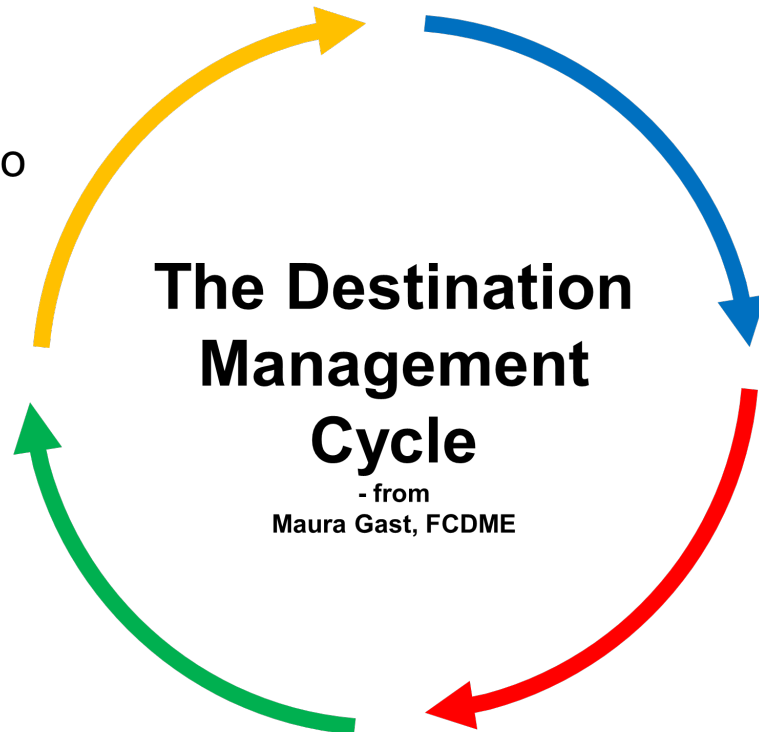 o
The Destination
Management
Cycle
- from
Maura Gast, FCDME